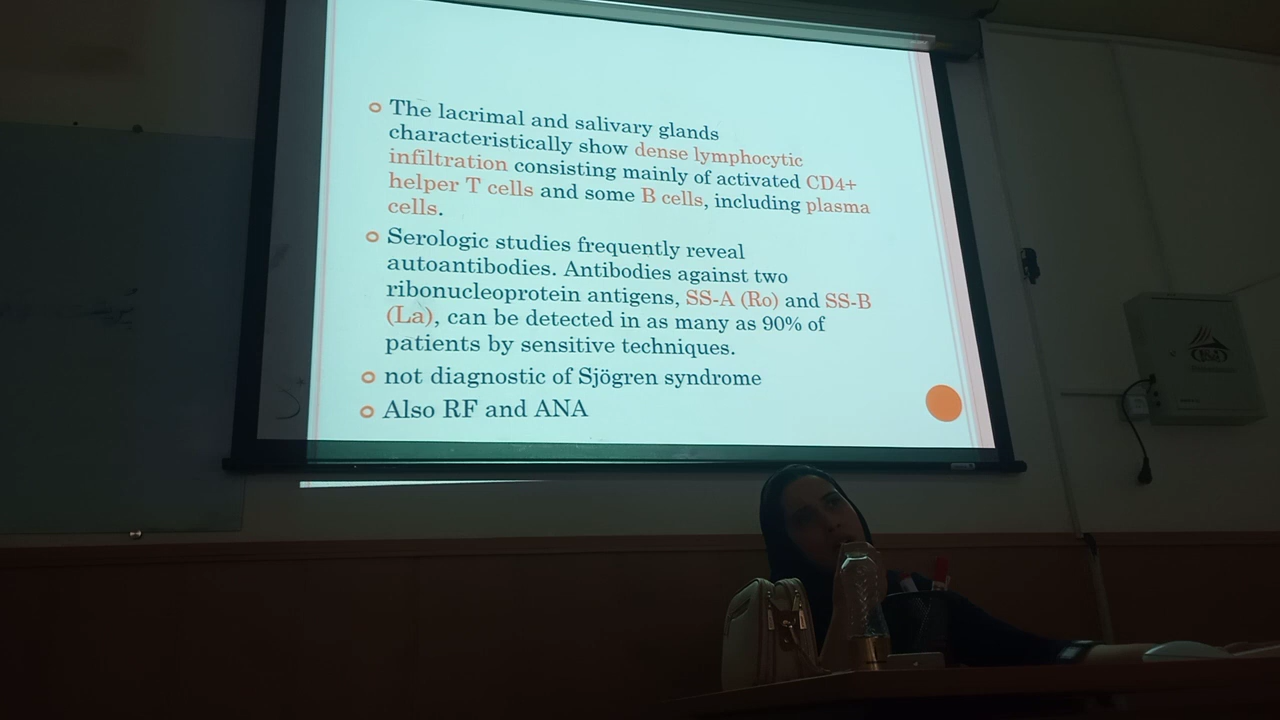 The lacrimal and salivary glands
characteristically show dense lymphocytic
infiltration consisting mainly of activated CD4+
helper T cells and some B cells, including plasma
cells.
Serologic studies frequently reveal
autoantibodies. Antibodies against two
ribonucleoprotein antigens, SS-A (Ro) and SS-B
(La), can be detected in as many as 90% of
patients by sensitive techniques.
not diagnostic of Sjögren syndrome
Also RF and ANA